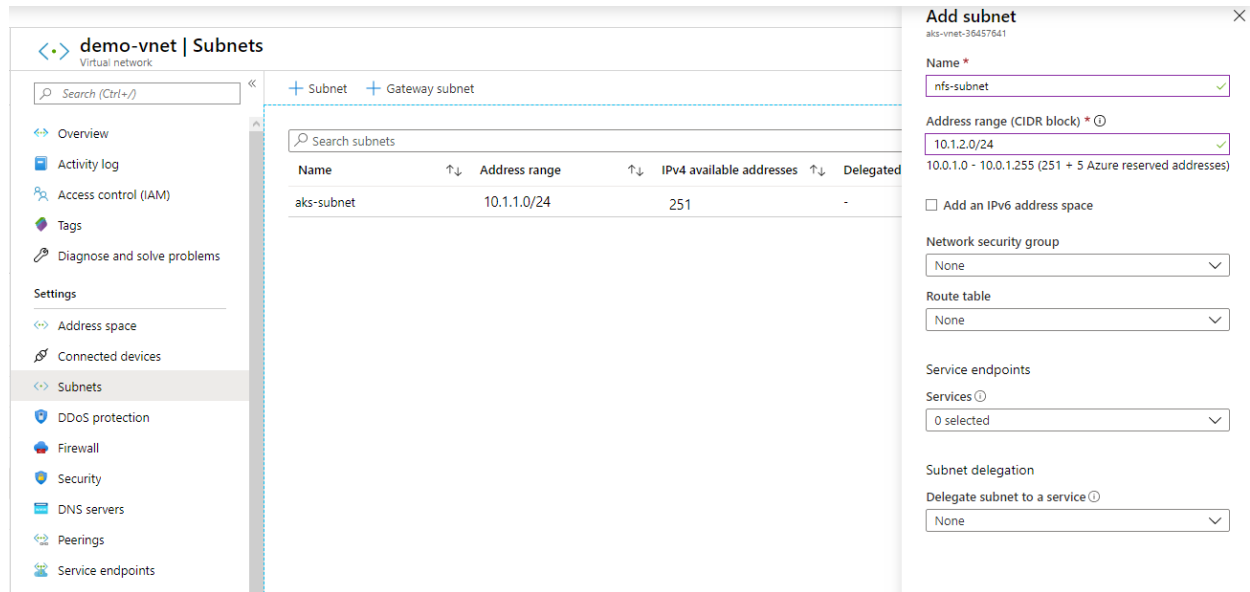 demo-vnet | Subnets
Virtual network
Search (Ctrl+/)
«
Overview
Activity log
Access control (IAM)
Tags
Diagnose and solve problems
Settings
Address space
Connected devices
Subnets
DDoS protection
Firewall
Security
DNS servers
Peerings
Service endpoints
+ Subnet + Gateway subnet
Search subnets
Name ↑↓ Address range ↑↓ IPv4 available addresses ↑↓ Delegated
aks-subnet 10.1.1.0/24 251 -
Add subnet
aks-vnet-36457641
Name *
nfs-subnet
Address range (CIDR block) *
10.1.2.0/24
10.0.1.0 - 10.0.1.255 (251 + 5 Azure reserved addresses)
Add an IPv6 address space
Network security group
None
Route table
None
Service endpoints
Services
0 selected
Subnet delegation
Delegate subnet to a service
None